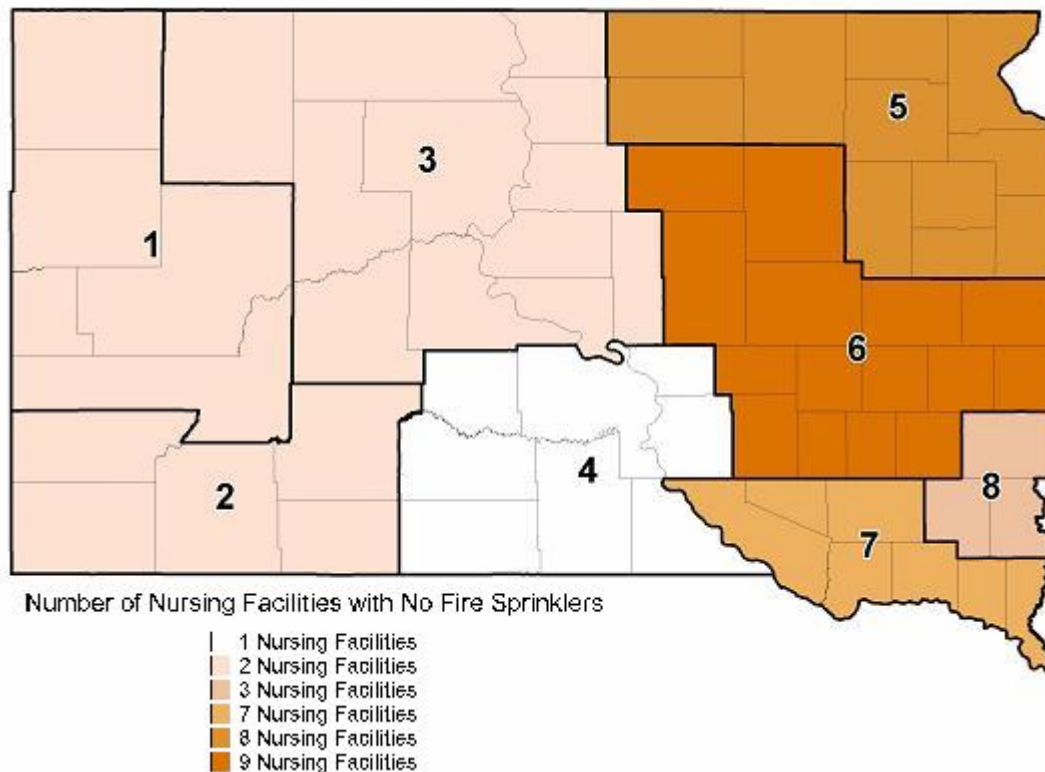 5
3
1
6
2
4
8
7
Number of Nursing Facilities with No Fire Sprinklers
1 Nursing Facilities
2 Nursing Facilities
3 Nursing Facilities
7 Nursing Facilities
8 Nursing Facilities
9 Nursing Facilities